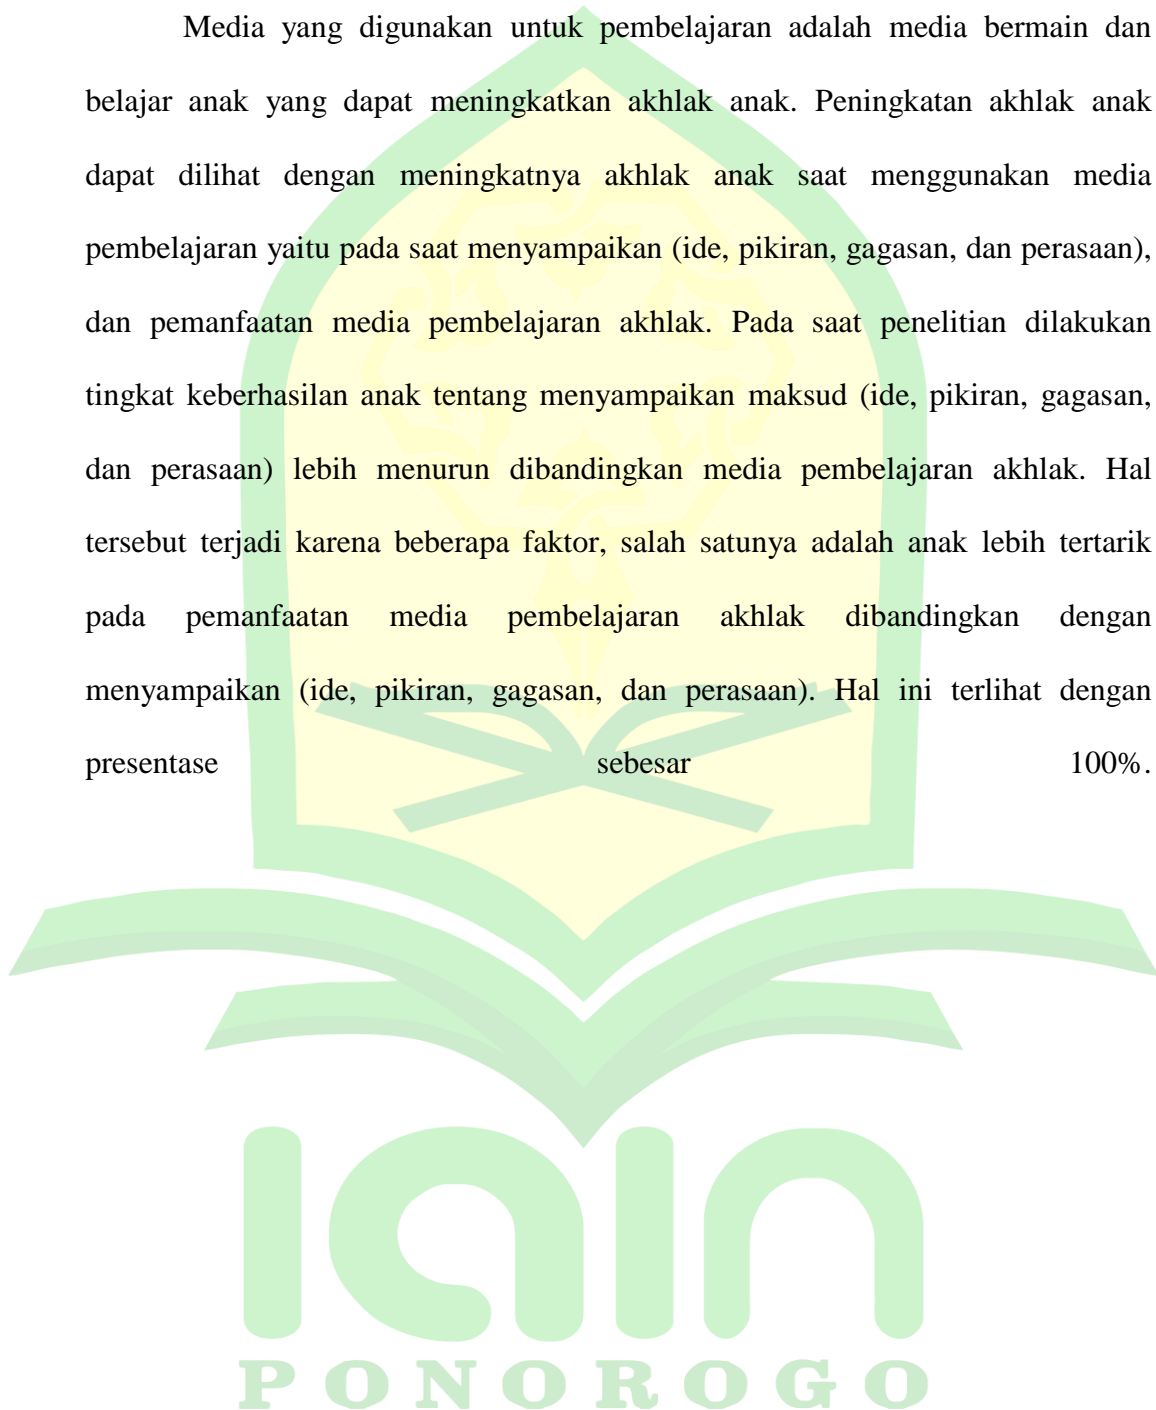 Media yang digunakan untuk pembelajaran adalah media bermain dan
belajar anak yang dapat meningkatkan akhlak anak. Peningkatan akhlak anak
dapat dilihat dengan meningkatnya akhlak anak saat menggunakan media
pembelajaran yaitu pada saat menyampaikan (ide, pikiran, gagasan, dan perasaan),
dan pemanfaatan media pembelajaran akhlak. Pada saat penelitian dilakukan
tingkat keberhasilan anak tentang menyampaikan maksud (ide, pikiran, gagasan,
dan perasaan) lebih menurun dibandingkan media pembelajaran akhlak. Hal
tersebut terjadi karena beberapa faktor, salah satunya adalah anak lebih tertarik
pada pemanfaatan media pembelajaran akhlak dibandingkan dengan
menyampaikan (ide, pikiran, gagasan, dan perasaan). Hal ini terlihat dengan
presentase sebesar 100%.
iain
PONOROGO